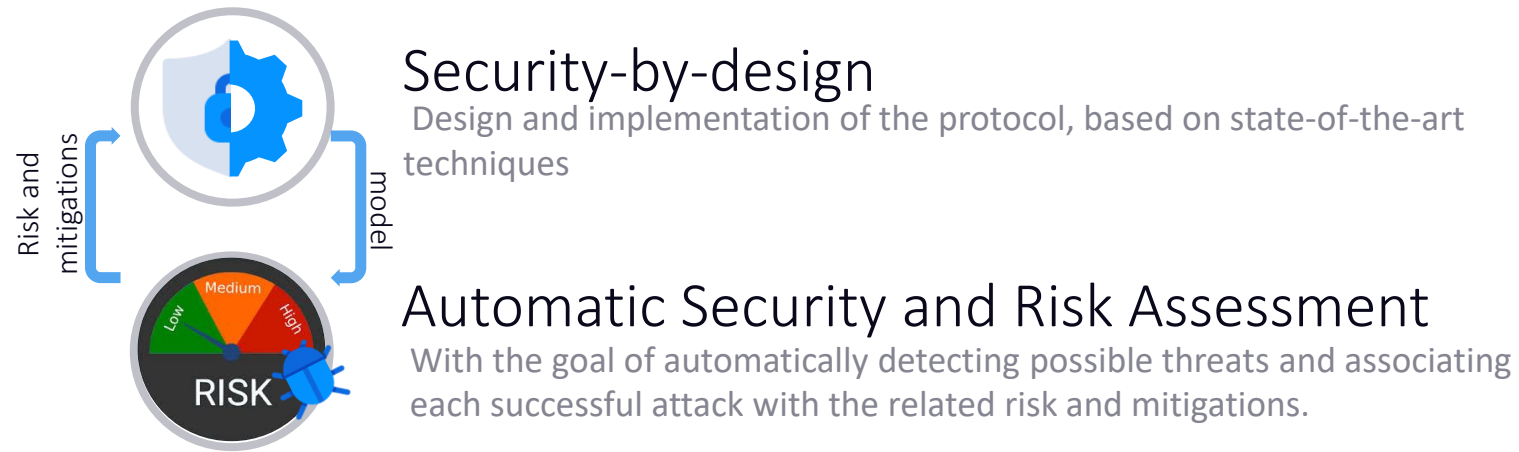 Security-by-design
Design and implementation of the protocol, based on state-of-the-art
techniques
Risk and
mitigations
model
Low
Medium
High
RISK
Automatic Security and Risk Assessment
With the goal of automatically detecting possible threats and associating
each successful attack with the related risk and mitigations.